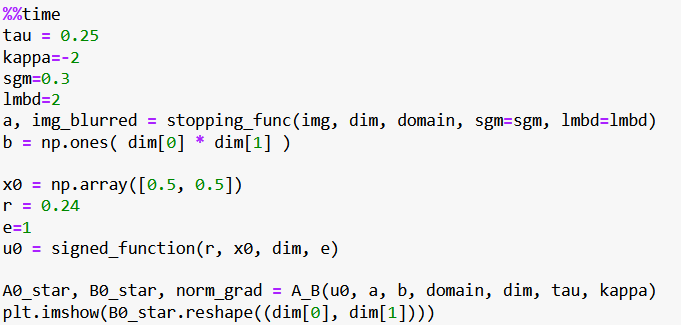 %%time
tau = 0.25
kappa=-2
sgm=0.3
lmbd=2
a, img_blurred = stopping_func(img, dim, domain, sgm=sgm, lmbd=lmbd)
b = np.ones( dim[0] * dim[1] )
x0 = np.array([0.5, 0.5])
r = 0.24
e=1
u0 = signed_function(r, x0, dim, e)
A0_star, B0_star, norm_grad = A_B(u0, a, b, domain, dim, tau, kappa)
plt.imshow(B0_star.reshape((dim[0], dim[1])))